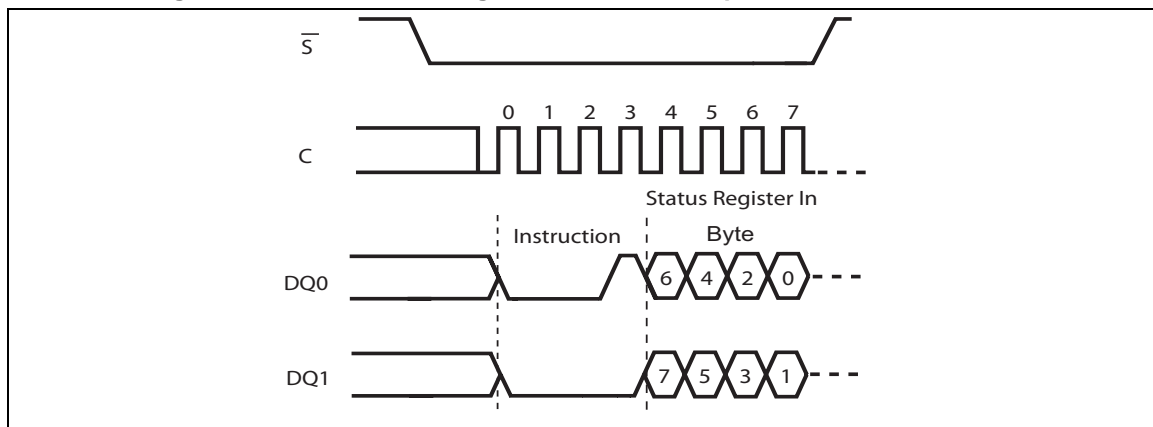 S
0 1 2 3 4 5 6 7
C
Status Register In
Instruction Byte
DQ0 6 4 2 0
DQ1 7 5 3 1